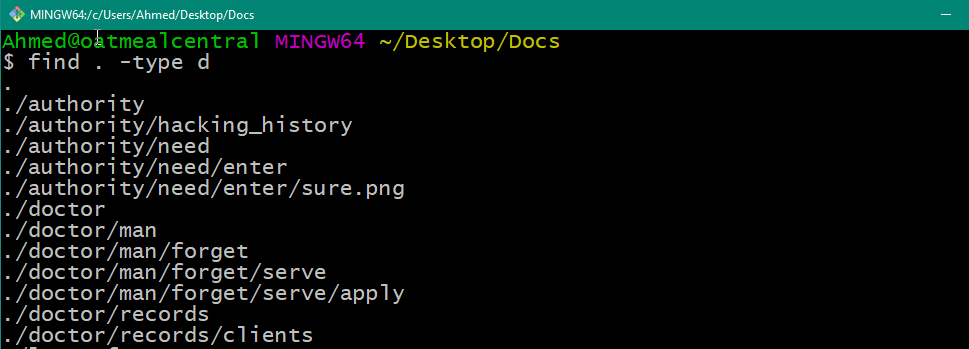 MINGW64:/c/Users/Ahmed/Desktop/Docs
Ahmed@oatmealcentral MINGW64 ~/Desktop/Docs
$ find . -type d
.
./authority
./authority/hacking_history
./authority/need
./authority/need/enter
./authority/need/enter/sure.png
./doctor
./doctor/man
./doctor/man/forget
./doctor/man/forget/serve
./doctor/man/forget/serve/apply
./doctor/records
./doctor/records/clients